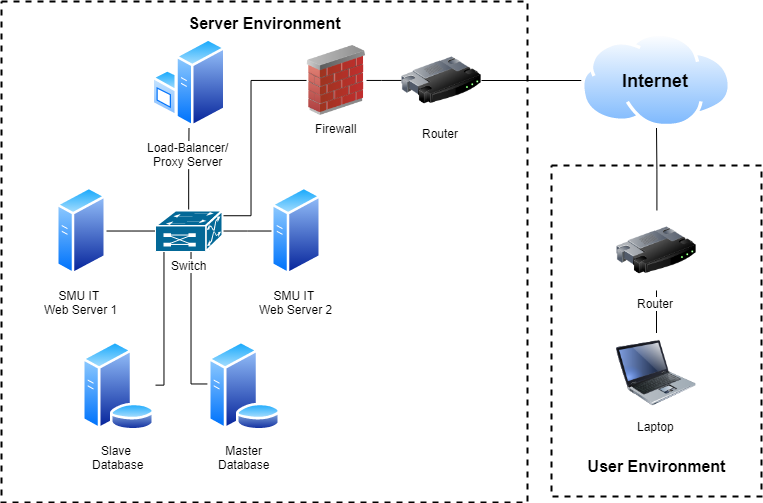 Server Environment
Load-Balancer/
Proxy Server
Firewall
Router
Internet
Switch
SMU IT
Web Server 1
SMU IT
Web Server 2
Slave
Database
Master
Database
Router
Laptop
User Environment